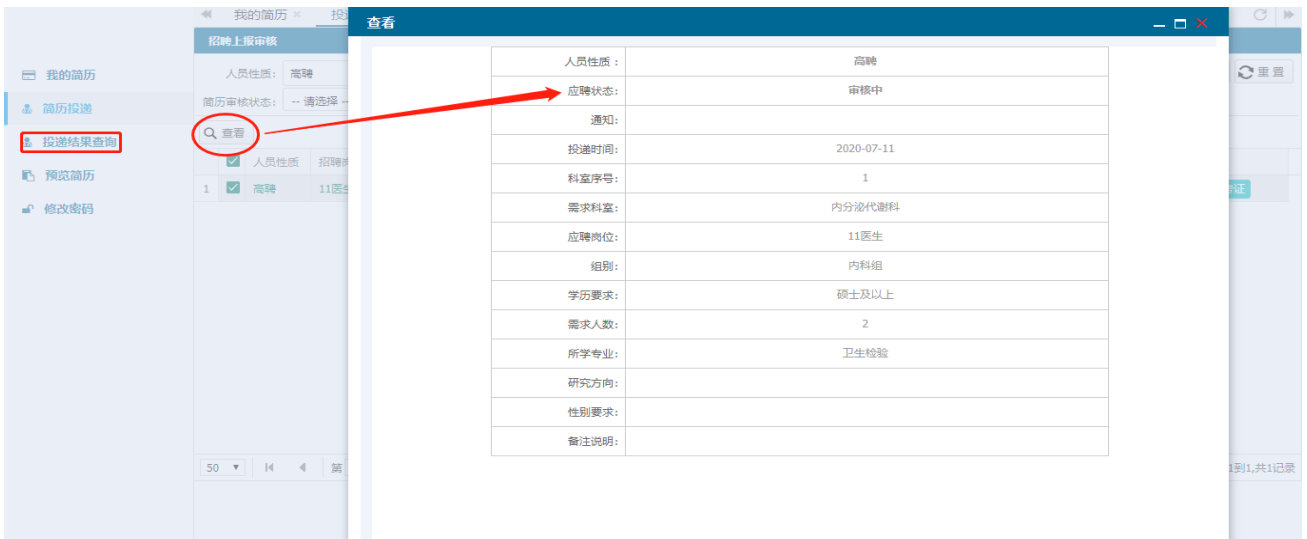 我的简历 × 投递
查看
招聘上报审核
人员性质: 高聘
重置
简历审核状态: -- 请选择 --
查看
人员性质 招聘岗
1 高聘 11医生
证
50 第
1到1,共1记录
我的简历
简历投递
投递结果查询
预览简历
修改密码
人员性质: 高聘
应聘状态: 审核中
通知:
投递时间: 2020-07-11
科室序号: 1
需求科室: 内分泌代谢科
应聘岗位: 11医生
组别: 内科组
学历要求: 硕士及以上
需求人数: 2
所学专业: 卫生检验
研究方向:
性别要求:
备注说明: